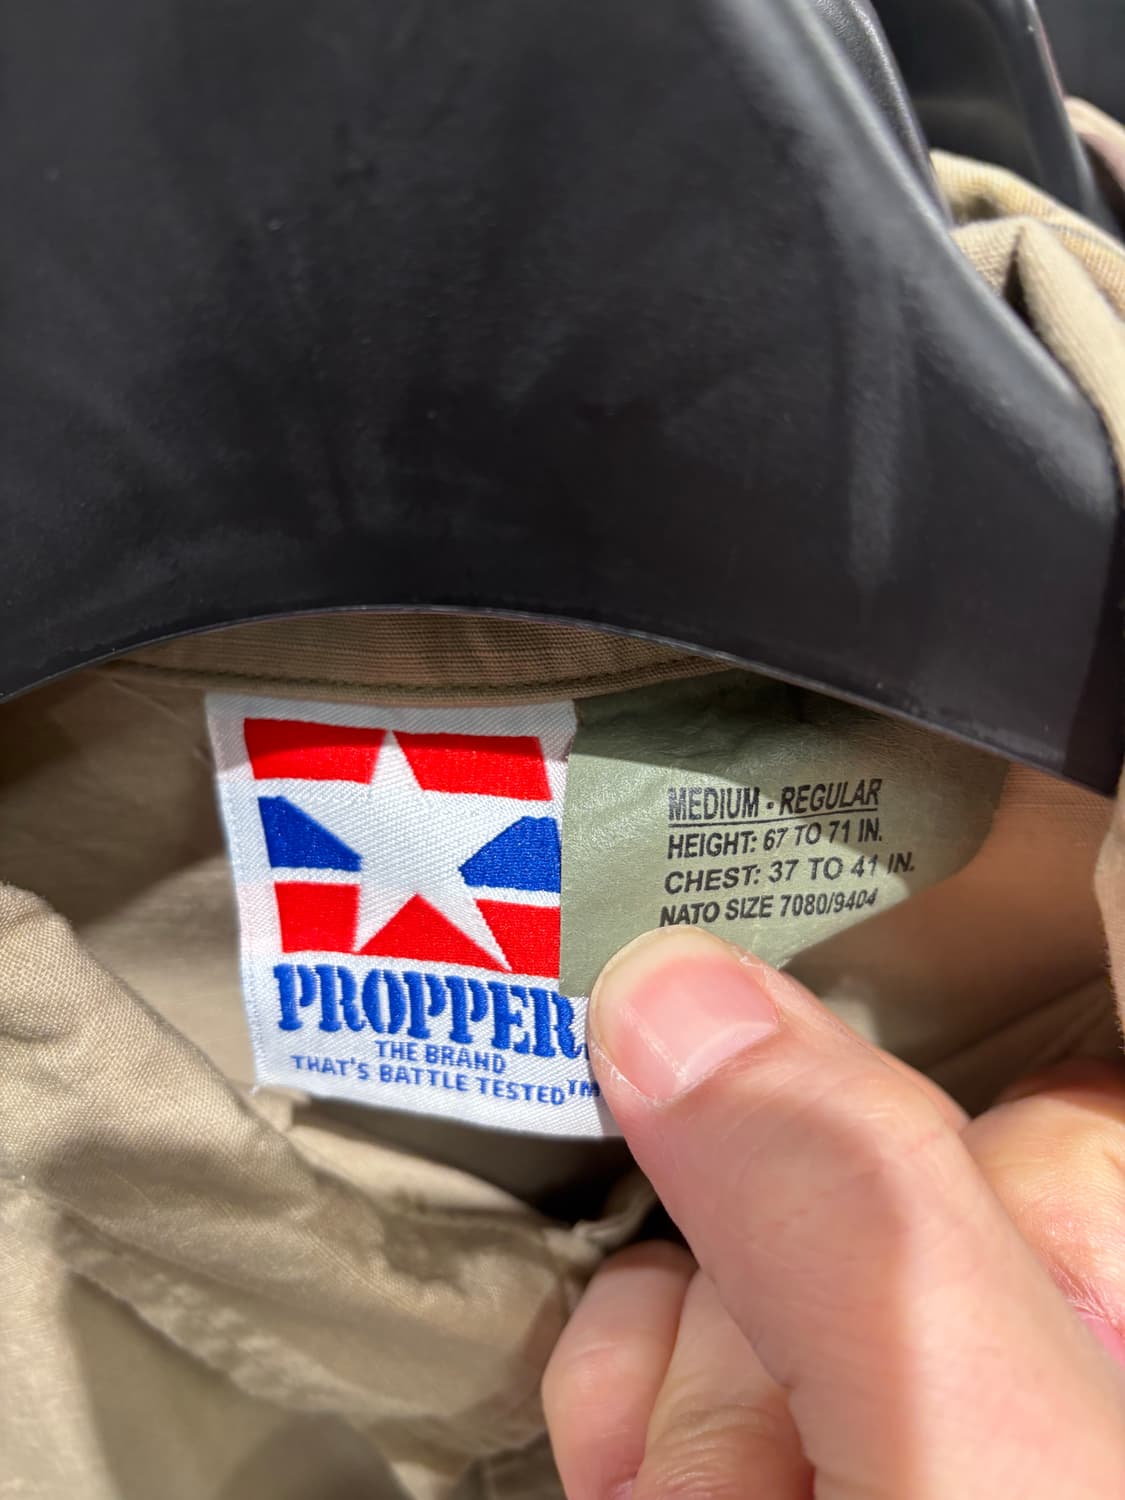 PROPPER
THE BRAND
THAT'S BATTLE TESTED™
MEDIUM - REGULAR
HEIGHT: 67 TO 71 IN.
CHEST: 37 TO 41 IN.
NATO SIZE 7080/9404